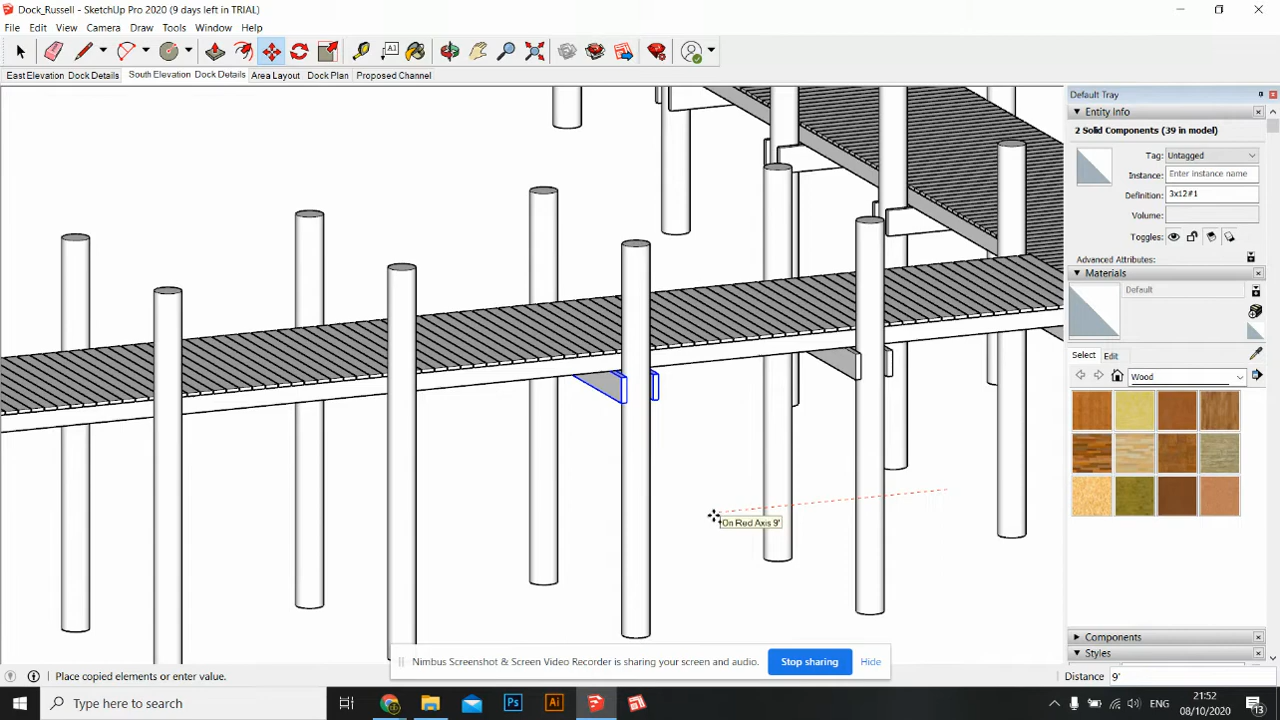 Dock_Russell - SketchUp Pro 2020 (9 days left in TRIAL)
File Edit View Camera Draw Tools Window Help
East Elevation Dock Details South Elevation Dock Details Area Layout Dock Plan Proposed Channel
Default Tray
Entity Info
2 Solid Components (39 in model)
Tag: Untagged
Instance: Enter instance name
Definition: 3x12#1
Volume:
Toggles:
Advanced Attributes:
Materials
Default
Select Edit
Wood
On Red Axis 9'
Components
Styles
Nimbus Screenshot & Screen Video Recorder is sharing your screen and audio. Stop sharing Hide
Place copied elements or enter value. Distance 9'
Type here to search
Ps Ai
ENG 21:52
08/10/2020
13